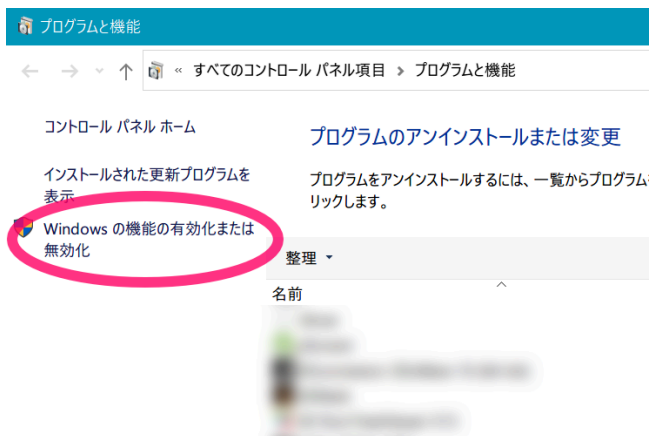 プログラムと機能
« すべてのコントロール パネル項目 › プログラムと機能
コントロール パネル ホーム
プログラムのアンインストールまたは変更
インストールされた更新プログラムを
表示
プログラムをアンインストールするには、一覧からプログラム
リックします。
Windows の機能の有効化または
無効化
整理
名前